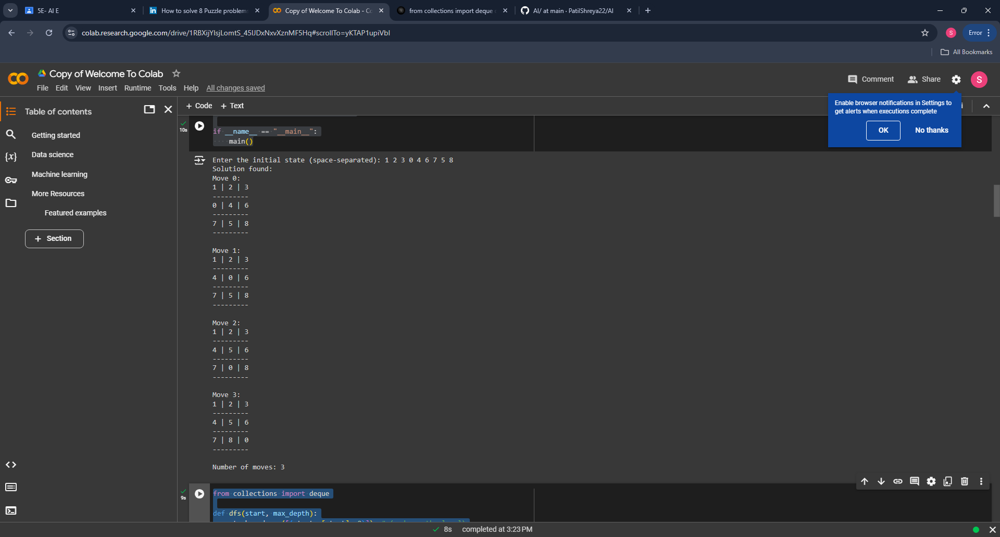 5E- AI E
How to solve 8 Puzzle problem
Copy of Welcome To Colab - Co
from collections import deque
AI/ at main · PatilShreya22/AI
Error
All Bookmarks
Copy of Welcome To Colab
File Edit View Insert Runtime Tools Help All changes saved
Comment
Share
S
Enable browser notifications in Settings to
get alerts when executions complete
OK
No thanks
Table of contents
+ Code + Text
Getting started
Data science
Machine learning
More Resources
Featured examples
+ Section
10s
if __name__ == "__main__":
main()
Enter the initial state (space-separated): 1 2 3 0 4 6 7 5 8
Solution found:
Move 0:
1 | 2 | 3
---------
0 | 4 | 6
---------
7 | 5 | 8
---------
Move 1:
1 | 2 | 3
---------
4 | 0 | 6
---------
7 | 5 | 8
---------
Move 2:
1 | 2 | 3
---------
4 | 5 | 6
---------
7 | 0 | 8
---------
Move 3:
1 | 2 | 3
---------
4 | 5 | 6
---------
7 | 8 | 0
---------
Number of moves: 3
9s
from collections import deque
def dfs(start, max_depth):
8s completed at 3:23 PM